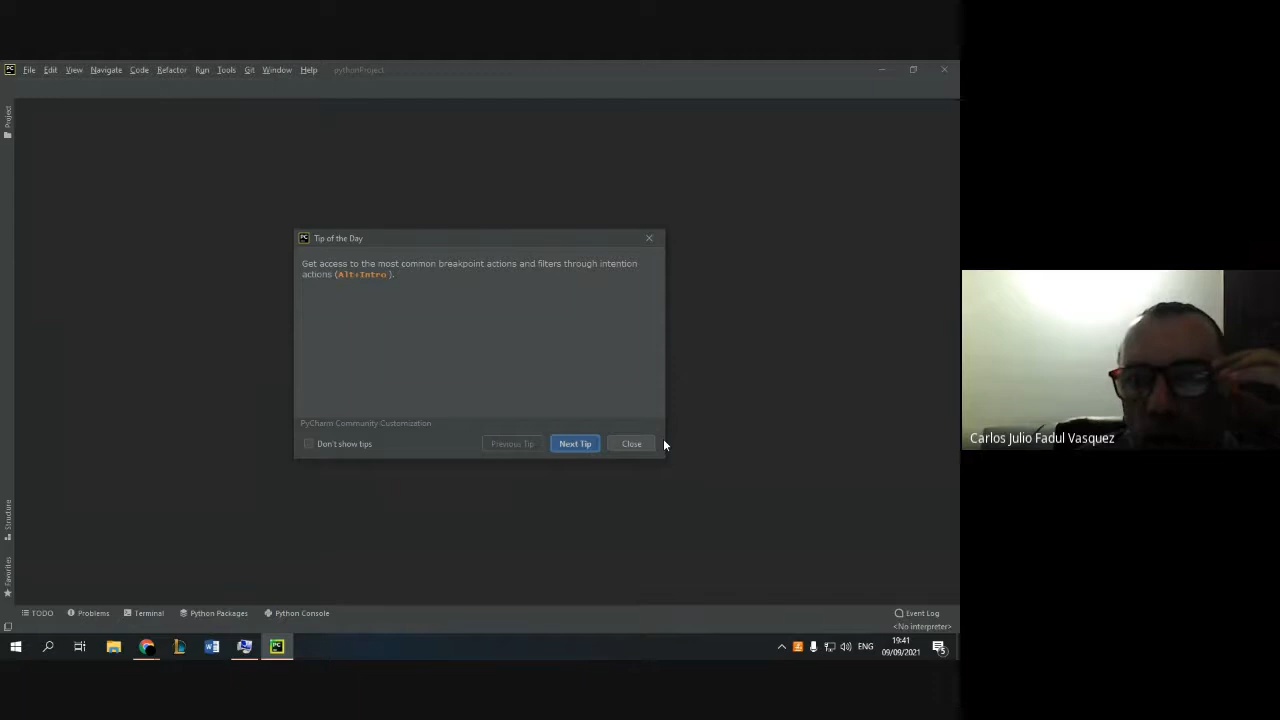 File Edit View Navigate Code Refactor Run Tools Git Window Help pythonProject
Project
PC Tip of the Day
Get access to the most common breakpoint actions and filters through intention
actions (Alt+Intro ).
PyCharm Community Customization
Don't show tips Previous Tip Next Tip Close
Carlos Julio Fadul Vasquez
Structure
Favorites
TODO Problems Terminal Python Packages Python Console Event Log
<No interpreter>
ENG 19:41
09/09/2021 5